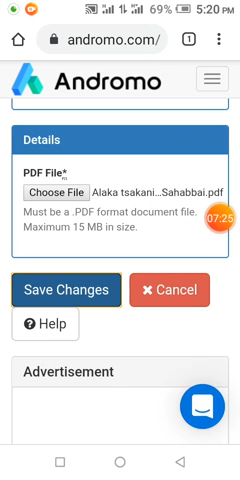 69% 5:20 PM
andromo.com/ 1
Andromo
Details
PDF File*
Choose File Alaka tsakani...Sahabbai.pdf
Must be a .PDF format document file.
Maximum 15 MB in size.
07:25
Save Changes
✖ Cancel
Help
Advertisement